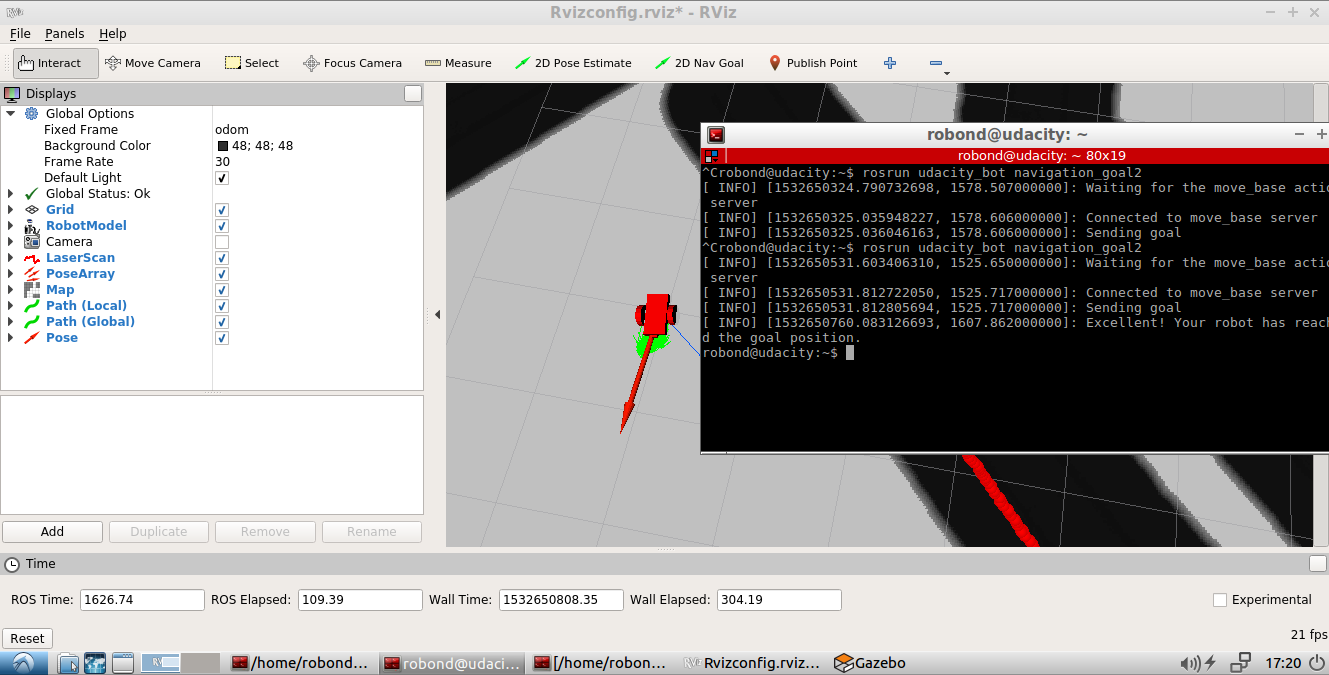 Rvizconfig.rviz* - RViz
File Panels Help
Interact Move Camera Select Focus Camera Measure 2D Pose Estimate 2D Nav Goal Publish Point
Displays
Global Options
Fixed Frame odom
Background Color 48; 48; 48
Frame Rate 30
Default Light
Global Status: Ok
Grid
RobotModel
Camera
LaserScan
PoseArray
Map
Path (Local)
Path (Global)
Pose
Add Duplicate Remove Rename
robond@udacity: ~
robond@udacity: ~ 80x19
^Crobond@udacity:~$ rosrun udacity_bot navigation_goal2
[ INFO] [1532650324.790732698, 1578.507000000]: Waiting for the move_base actio
server
[ INFO] [1532650325.035948227, 1578.606000000]: Connected to move_base server
[ INFO] [1532650325.036046163, 1578.606000000]: Sending goal
^Crobond@udacity:~$ rosrun udacity_bot navigation_goal2
[ INFO] [1532650531.603406310, 1525.650000000]: Waiting for the move_base actio
server
[ INFO] [1532650531.812722050, 1525.717000000]: Connected to move_base server
[ INFO] [1532650531.812805694, 1525.717000000]: Sending goal
[ INFO] [1532650760.083126693, 1607.862000000]: Excellent! Your robot has reach
d the goal position.
robond@udacity:~$
Time
ROS Time: 1626.74 ROS Elapsed: 109.39 Wall Time: 1532650808.35 Wall Elapsed: 304.19 Experimental
Reset 21 fps
/home/robond... robond@udaci... [/home/robon... Rvizconfig.rviz... Gazebo 17:20